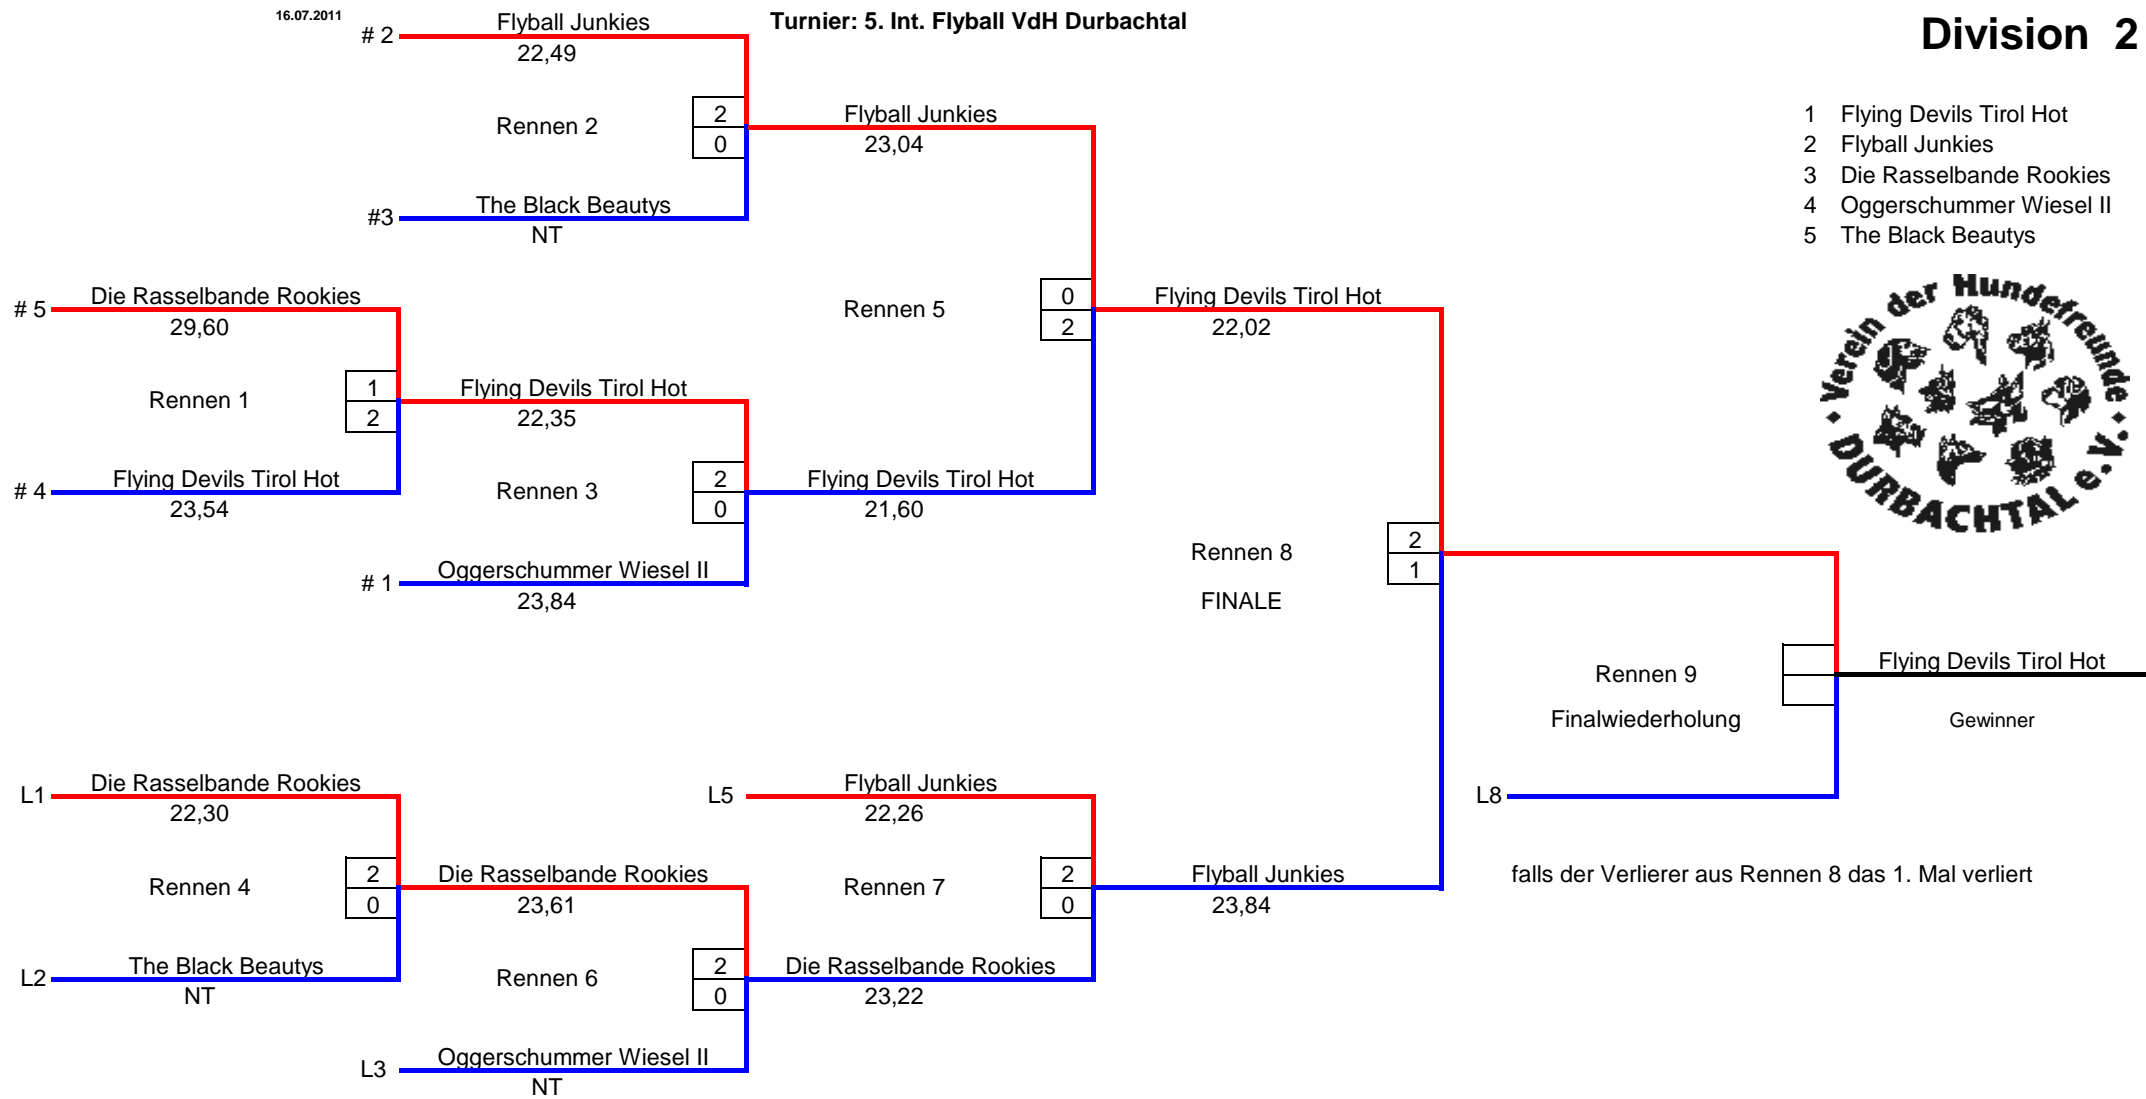 16.07.2011
Turnier: 5. Int. Flyball VdH Durbachtal
Division 2
# 2
Flyball Junkies
22,49
Rennen 2
2
0
#3
The Black Beautys
NT
Flyball Junkies
23,04
1 Flying Devils Tirol Hot
2 Flyball Junkies
3 Die Rasselbande Rookies
4 Oggerschummer Wiesel II
5 The Black Beautys
Verein der Hundefreunde
DURBACHTAL e.V.
# 5
Die Rasselbande Rookies
29,60
Rennen 1
1
2
# 4
Flying Devils Tirol Hot
23,54
Flying Devils Tirol Hot
22,35
Rennen 3
2
0
# 1
Oggerschummer Wiesel II
23,84
Rennen 5
0
2
Flying Devils Tirol Hot
21,60
Flying Devils Tirol Hot
22,02
Rennen 8
FINALE
2
1
Rennen 9
Finalwiederholung
Flying Devils Tirol Hot
Gewinner
L1
Die Rasselbande Rookies
22,30
Rennen 4
2
0
L2
The Black Beautys
NT
Die Rasselbande Rookies
23,61
Rennen 6
2
0
L3
Oggerschummer Wiesel II
NT
L5
Flyball Junkies
22,26
Rennen 7
2
0
Die Rasselbande Rookies
23,22
Flyball Junkies
23,84
L8
falls der Verlierer aus Rennen 8 das 1. Mal verliert